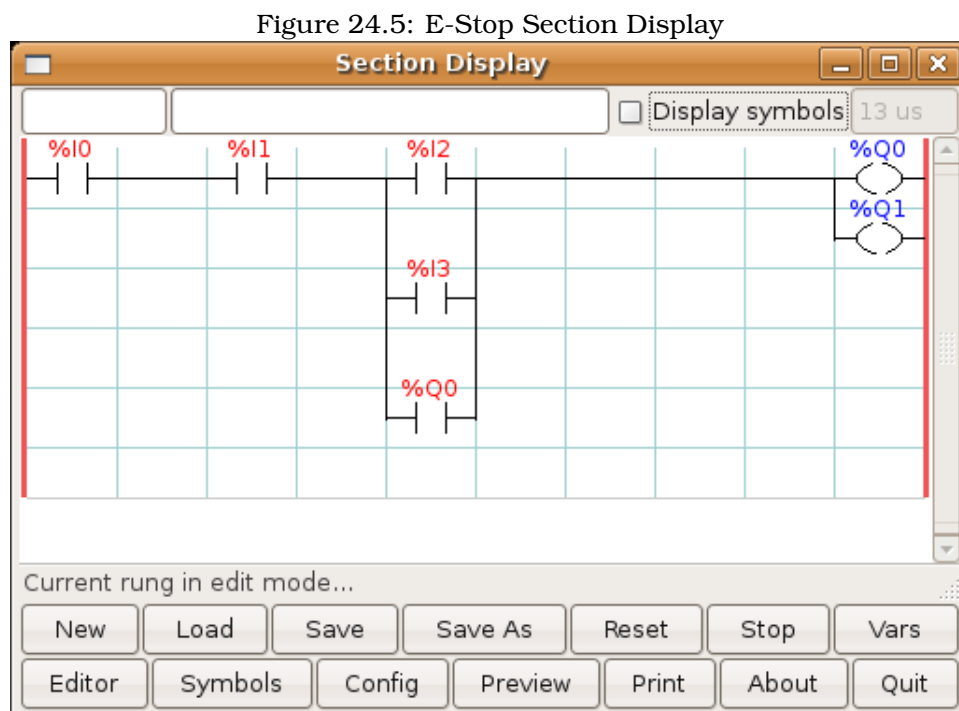 Figure 24.5: E-Stop Section Display
Section Display
Display symbols 13 us
%I0 %I1 %I2 %Q0
%Q1
%I3
%Q0
Current rung in edit mode...
New Load Save Save As Reset Stop Vars
Editor Symbols Config Preview Print About Quit